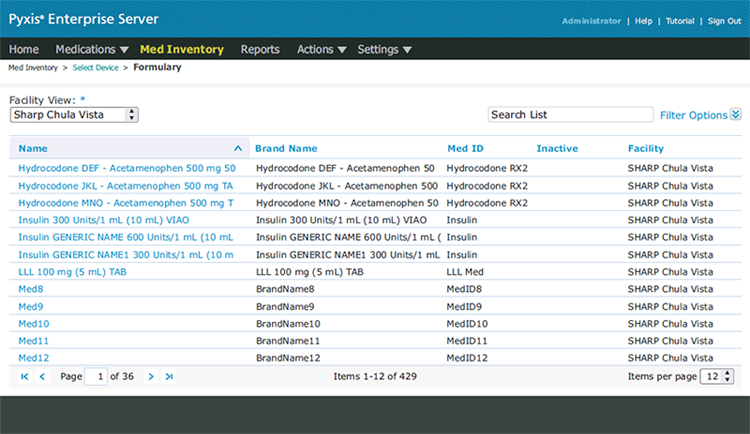 Pyxis® Enterprise Server
Administrator | Help | Tutorial | Sign Out
Home Medications Med Inventory Reports Actions Settings
Med Inventory > Select Device > Formulary
Facility View: *
Sharp Chula Vista Search List Filter Options
Name Brand Name Med ID Inactive Facility
Hydrocodone DEF - Acetamenophen 500 mg 50 Hydrocodone DEF - Acetamenophen 50 Hydrocodone RX2 SHARP Chula Vista
Hydrocodone JKL - Acetamenophen 500 mg TA Hydrocodone JKL - Acetamenophen 500 Hydrocodone RX2 SHARP Chula Vista
Hydrocodone MNO - Acetamenophen 500 mg T Hydrocodone MNO - Acetamenophen 50 Hydrocodone RX2 SHARP Chula Vista
Insulin 300 Units/1 mL (10 mL) VIAO Insulin 300 Units/1 mL (10 mL) VIAO Insulin SHARP Chula Vista
Insulin GENERIC NAME 600 Units/1 mL (10 mL Insulin GENERIC NAME 600 Units/1 mL ( Insulin SHARP Chula Vista
Insulin GENERIC NAME1 300 Units/1 mL (10 m Insulin GENERIC NAME1 300 Units/1 mL Insulin SHARP Chula Vista
LLL 100 mg (5 mL) TAB LLL 100 mg (5 mL) TAB LLL Med SHARP Chula Vista
Med8 BrandName8 MedID8 SHARP Chula Vista
Med9 BrandName9 MedID9 SHARP Chula Vista
Med10 BrandName10 MedID10 SHARP Chula Vista
Med11 BrandName11 MedID11 SHARP Chula Vista
Med12 BrandName12 MedID12 SHARP Chula Vista
Page 1 of 36 Items 1-12 of 429 Items per page 12